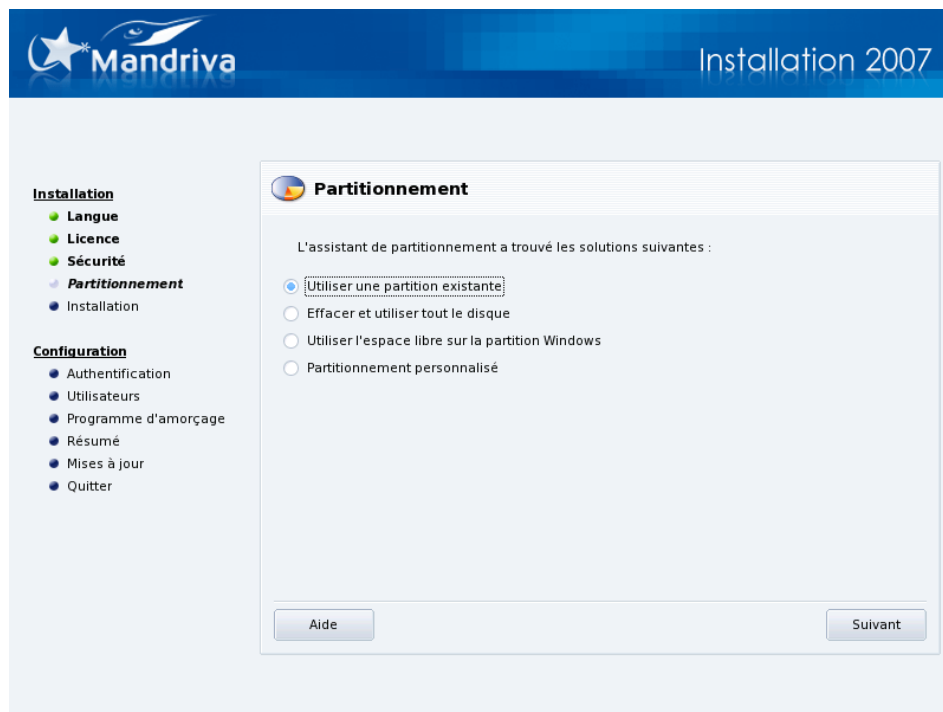 Mandriva
Installation 2007
Installation
Langue
Licence
Sécurité
Partitionnement
Installation
Configuration
Authentification
Utilisateurs
Programme d'amorçage
Résumé
Mises à jour
Quitter
Partitionnement
L'assistant de partitionnement a trouvé les solutions suivantes :
Utiliser une partition existante
Effacer et utiliser tout le disque
Utiliser l'espace libre sur la partition Windows
Partitionnement personnalisé
Aide
Suivant